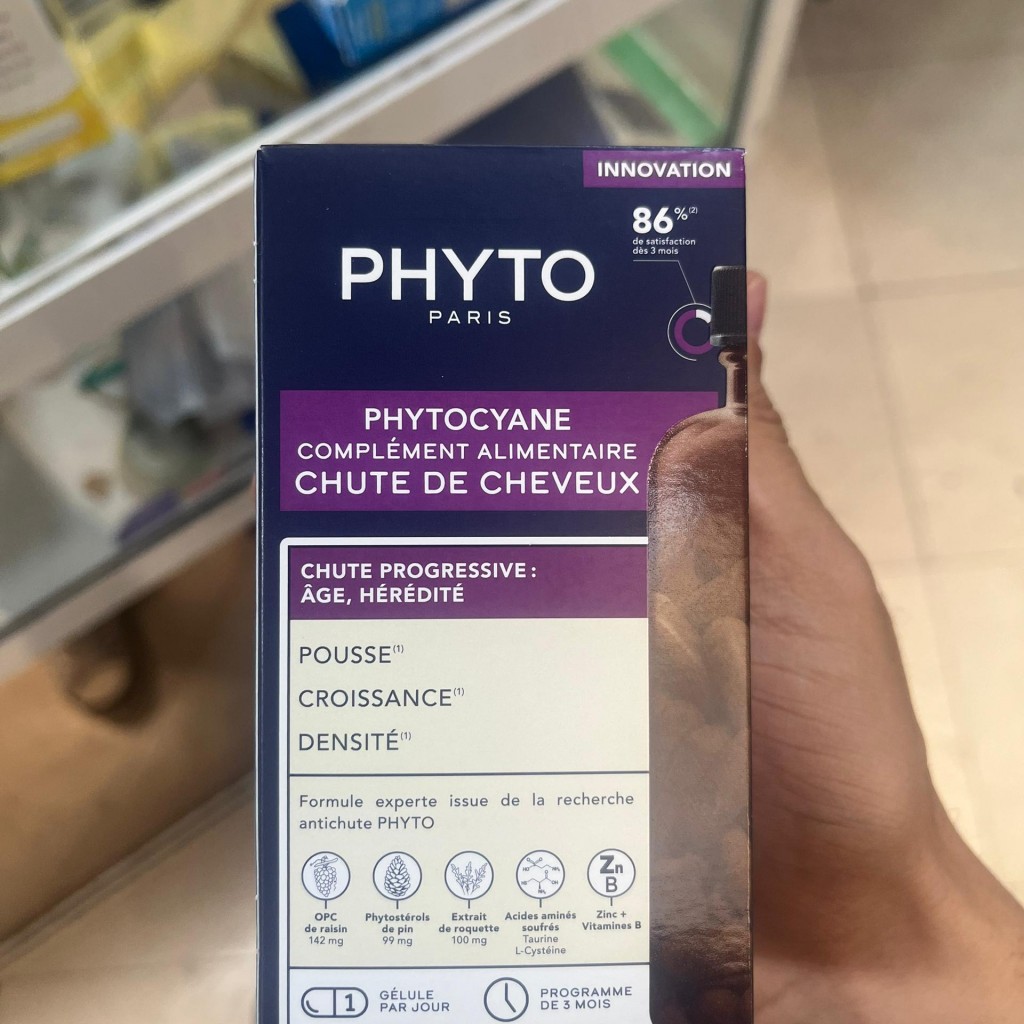 INNOVATION
86%(2)
de satisfaction
dès 3 mois
PHYTO
PARIS
PHYTOCYANE
COMPLÉMENT ALIMENTAIRE
CHUTE DE CHEVEUX
CHUTE PROGRESSIVE :
ÂGE, HÉRÉDITÉ
POUSSE(1)
CROISSANCE(1)
DENSITÉ(1)
Formule experte issue de la recherche
antichute PHYTO
OPC
de raisin
142 mg
Phytostérols
de pin
99 mg
Extrait
de roquette
100 mg
Acides aminés
soufrés
Taurine
L-Cystéine
Zn
B
Zinc +
Vitamines B
1
GÉLULE
PAR JOUR
PROGRAMME
DE 3 MOIS